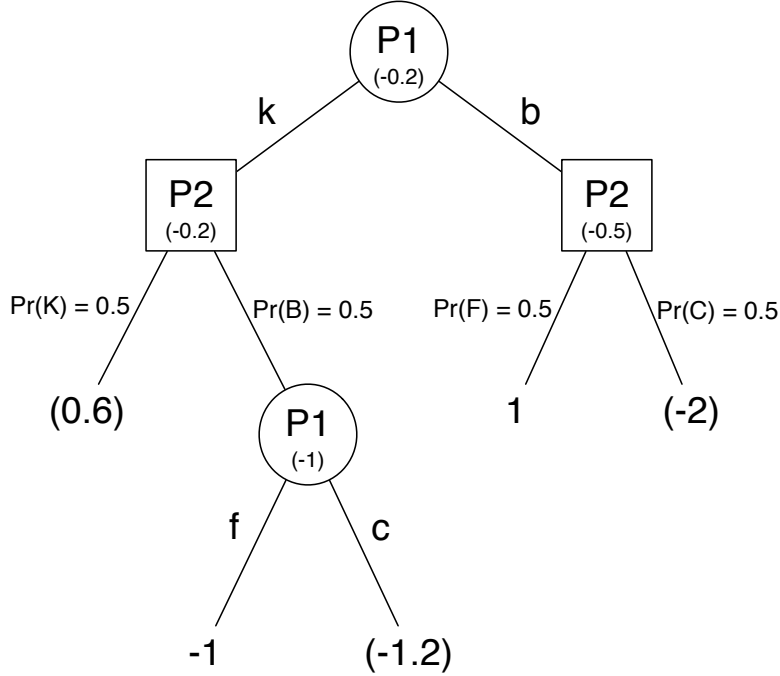 P1
(-0.2)
k
b
P2
(-0.2)
P2
(-0.5)
Pr(K) = 0.5
Pr(B) = 0.5
Pr(F) = 0.5
Pr(C) = 0.5
(0.6)
P1
(-1)
1
(-2)
f
c
-1
(-1.2)